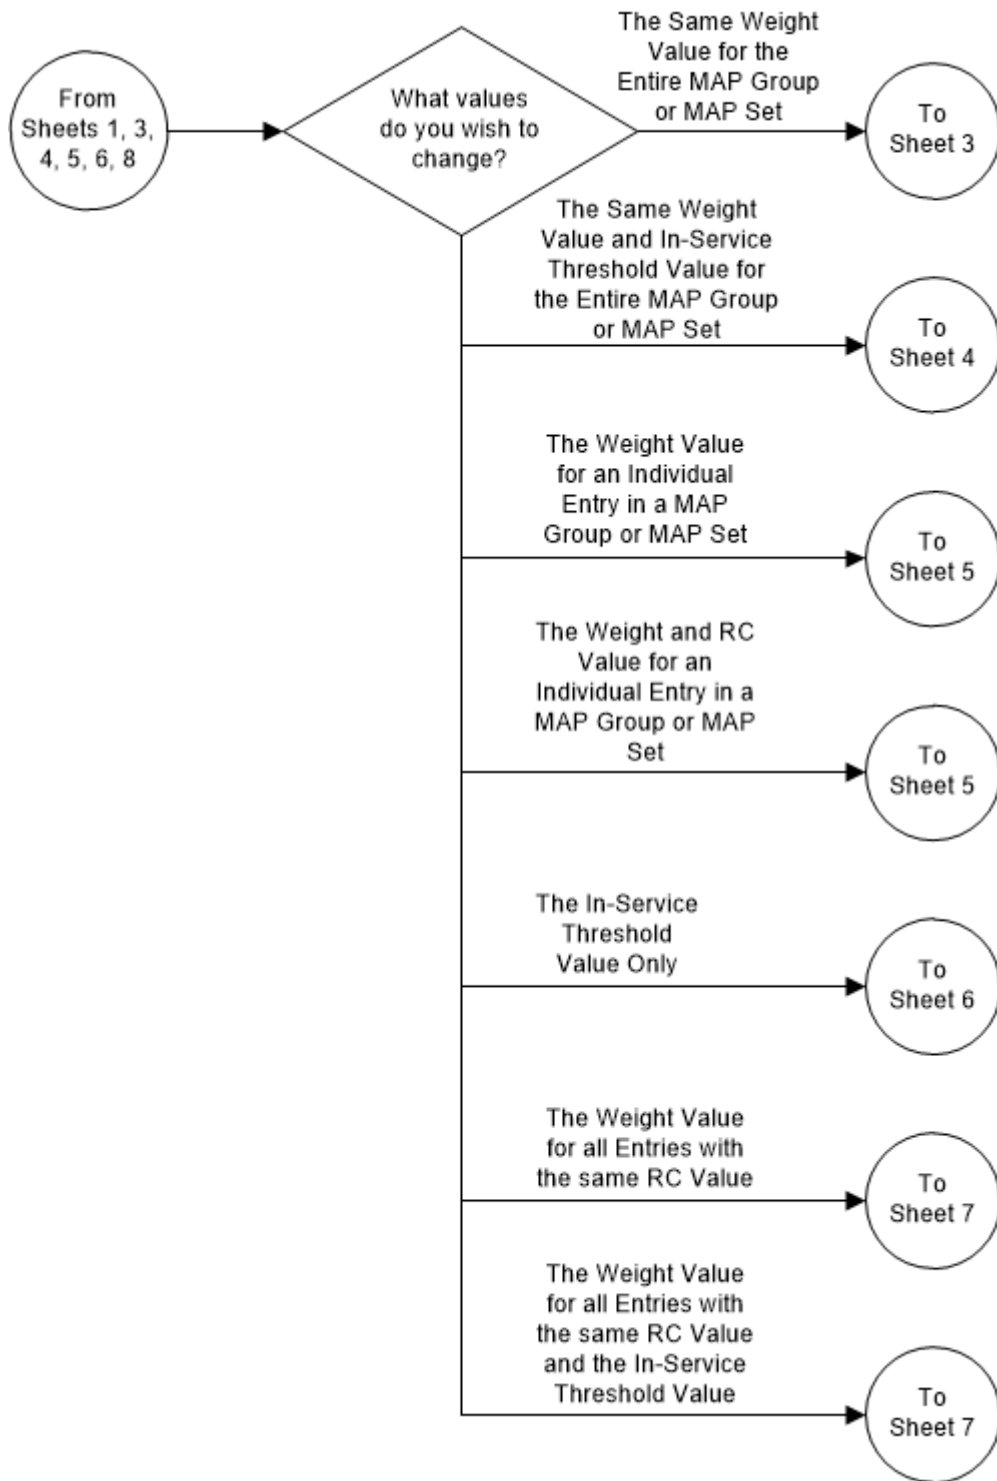 From
Sheets 1, 3,
4, 5, 6, 8
What values
do you wish to
change?
The Same Weight
Value for the
Entire MAP Group
or MAP Set
To
Sheet 3
The Same Weight
Value and In-Service
Threshold Value for
the Entire MAP Group
or MAP Set
To
Sheet 4
The Weight Value
for an Individual
Entry in a MAP
Group or MAP Set
To
Sheet 5
The Weight and RC
Value for an
Individual Entry in a
MAP Group or MAP
Set
To
Sheet 5
The In-Service
Threshold
Value Only
To
Sheet 6
The Weight Value
for all Entries with
the same RC Value
To
Sheet 7
The Weight Value
for all Entries with
the same RC Value
and the In-Service
Threshold Value
To
Sheet 7